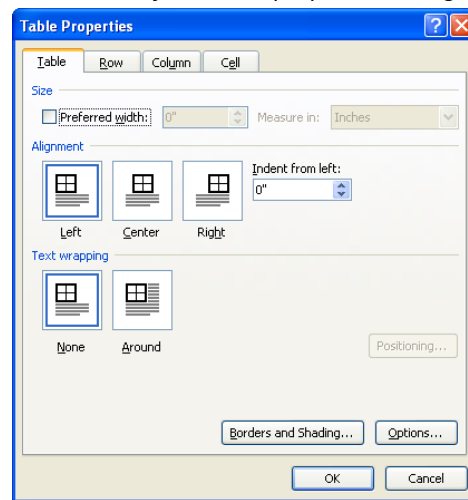 Table Properties
Table Row Column Cell
Size
Preferred width: 0" Measure in: Inches
Alignment
Indent from left:
0"
Left Center Right
Text wrapping
None Around
Positioning...
Borders and Shading... Options...
OK Cancel